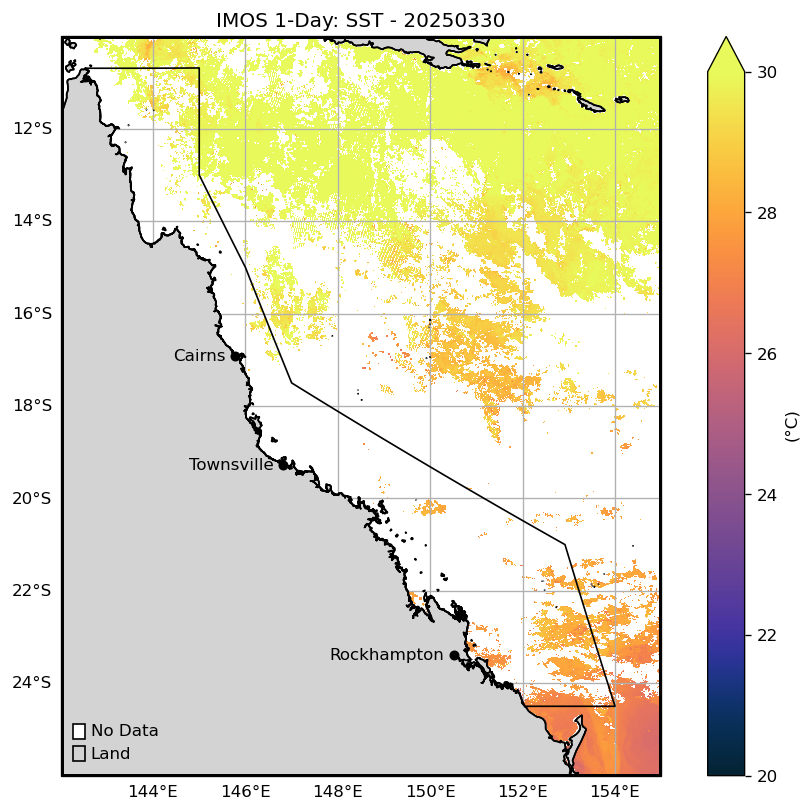 IMOS 1-Day: SST - 20250330
30
12°S
14°S
28
16°S
Cairns
26
18°S
(°C)
Townsville
24
20°S
22°S
22
Rockhampton
24°S
No Data
Land
20
144°E 146°E 148°E 150°E 152°E 154°E